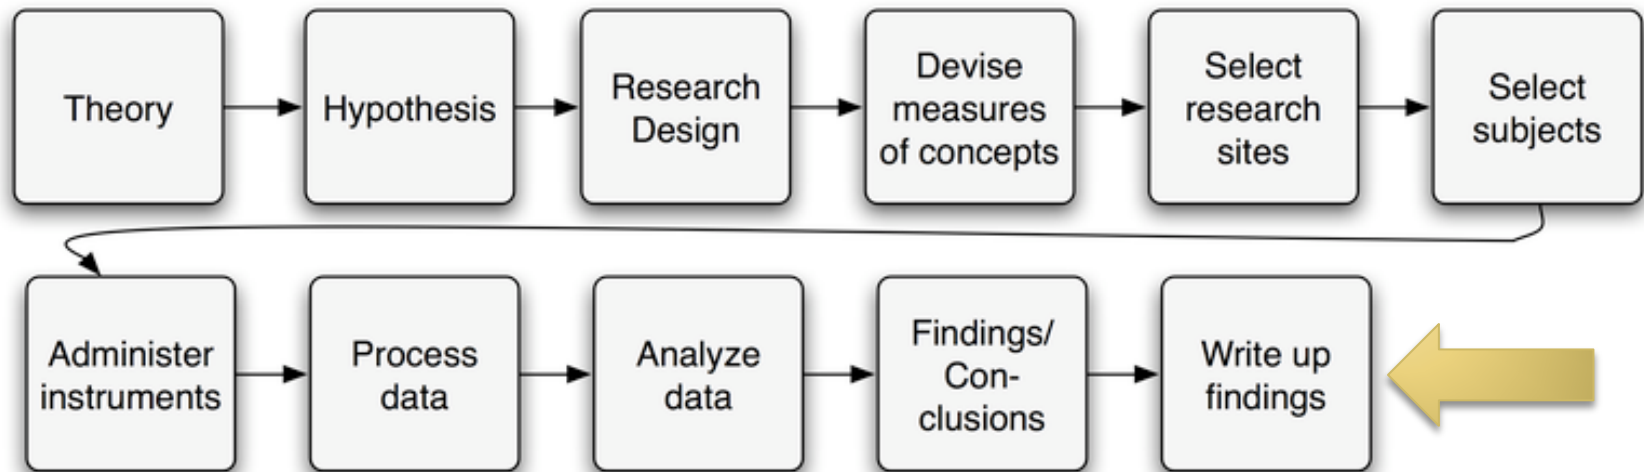 Theory
Hypothesis
Research
Design
Devise
measures
of concepts
Select
research
sites
Select
subjects
Administer
instruments
Process
data
Analyze
data
Findings/
Con-
clusions
Write up
findings